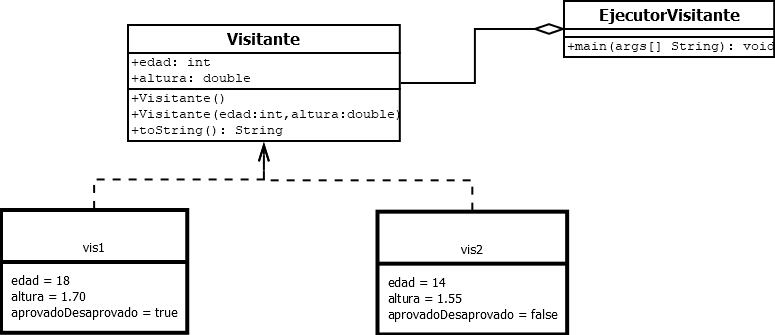 EjecutorVisitante
+main(args[] String): void
Visitante
+edad: int
+altura: double
+Visitante()
+Visitante(edad:int,altura:double)
+toString(): String
vis1
edad = 18
altura = 1.70
aprovadoDesaprovado = true
vis2
edad = 14
altura = 1.55
aprovadoDesaprovado = false